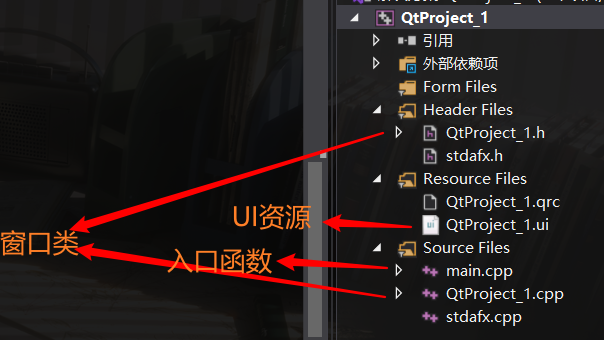 QtProject_1
引用
外部依赖项
Form Files
Header Files
QtProject_1.h
stdafx.h
Resource Files
QtProject_1.qrc
UI资源
ui
QtProject_1.ui
窗口类
Source Files
入口函数
main.cpp
QtProject_1.cpp
stdafx.cpp